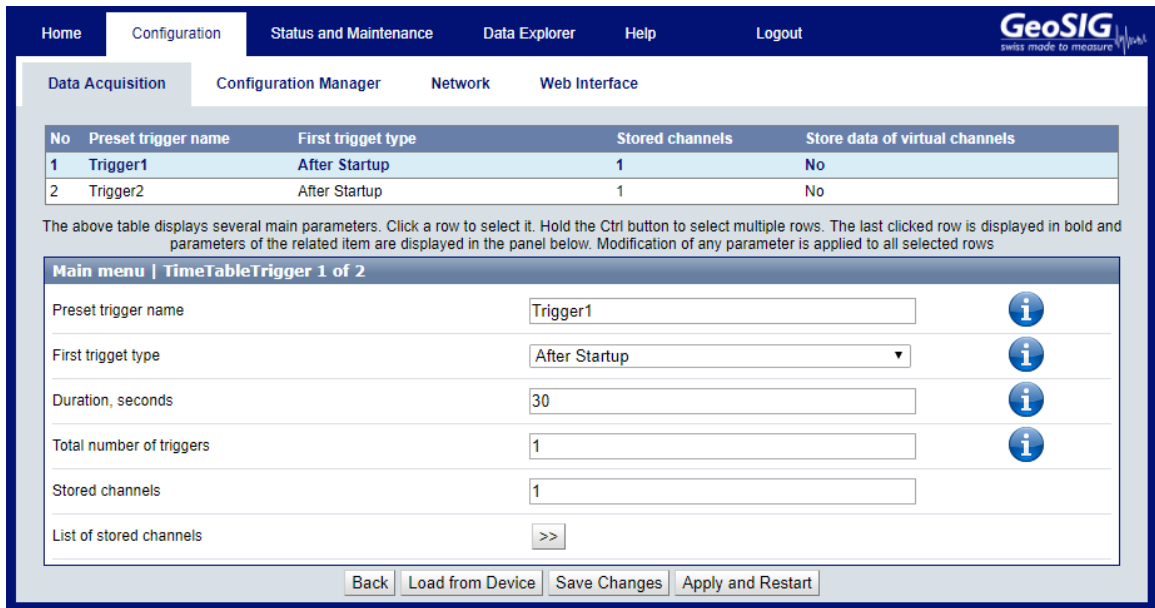 Home Configuration Status and Maintenance Data Explorer Help Logout GeoSIG
swiss made to measure
Data Acquisition Configuration Manager Network Web Interface
No Preset trigger name First trigget type Stored channels Store data of virtual channels
1 Trigger1 After Startup 1 No
2 Trigger2 After Startup 1 No
The above table displays several main parameters. Click a row to select it. Hold the Ctrl button to select multiple rows. The last clicked row is displayed in bold and
parameters of the related item are displayed in the panel below. Modification of any parameter is applied to all selected rows
Main menu | TimeTableTrigger 1 of 2
Preset trigger name Trigger1 i
First trigget type After Startup i
Duration, seconds 30 i
Total number of triggers 1 i
Stored channels 1
List of stored channels >>
Back Load from Device Save Changes Apply and Restart